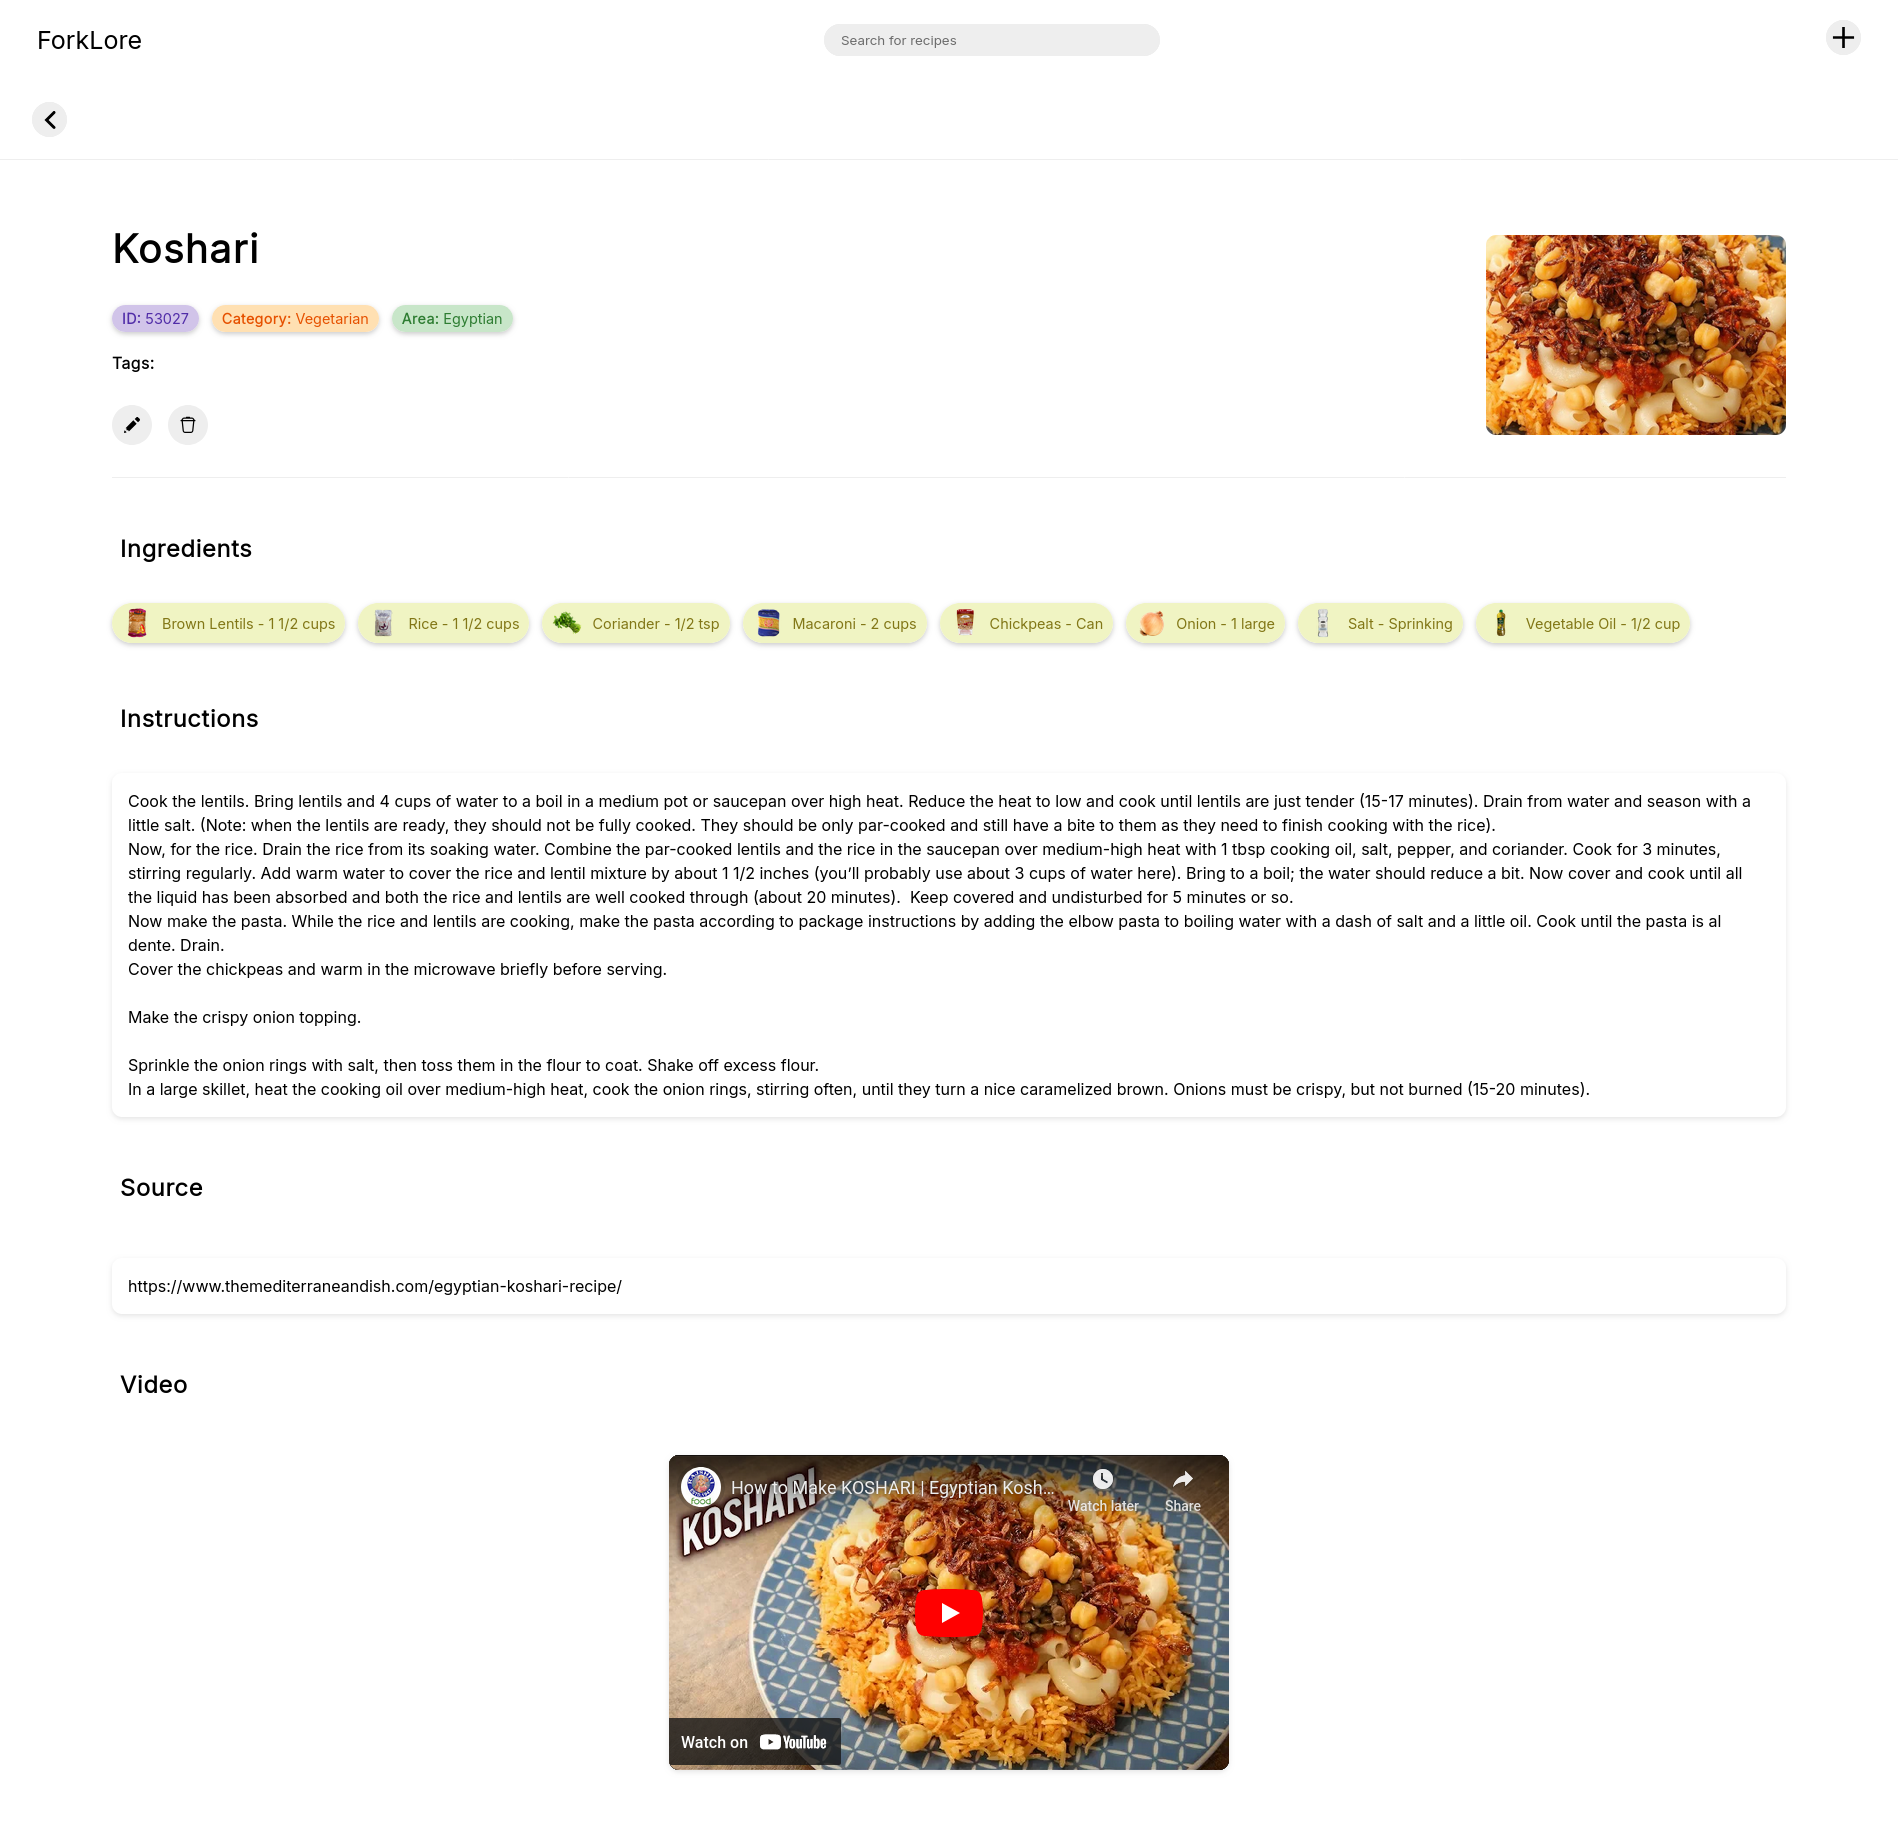 ForkLore
Search for recipes
Koshari
ID: 53027
Category: Vegetarian
Area: Egyptian
Tags:
Ingredients
Brown Lentils - 1 1/2 cups
Rice - 1 1/2 cups
Coriander - 1/2 tsp
Macaroni - 2 cups
Chickpeas - Can
Onion - 1 large
Salt - Sprinking
Vegetable Oil - 1/2 cup
Instructions
Cook the lentils. Bring lentils and 4 cups of water to a boil in a medium pot or saucepan over high heat. Reduce the heat to low and cook until lentils are just tender (15-17 minutes). Drain from water and season with a
little salt. (Note: when the lentils are ready, they should not be fully cooked. They should be only par-cooked and still have a bite to them as they need to finish cooking with the rice).
Now, for the rice. Drain the rice from its soaking water. Combine the par-cooked lentils and the rice in the saucepan over medium-high heat with 1 tbsp cooking oil, salt, pepper, and coriander. Cook for 3 minutes,
stirring regularly. Add warm water to cover the rice and lentil mixture by about 1 1/2 inches (you’ll probably use about 3 cups of water here). Bring to a boil; the water should reduce a bit. Now cover and cook until all
the liquid has been absorbed and both the rice and lentils are well cooked through (about 20 minutes).  Keep covered and undisturbed for 5 minutes or so.
Now make the pasta. While the rice and lentils are cooking, make the pasta according to package instructions by adding the elbow pasta to boiling water with a dash of salt and a little oil. Cook until the pasta is al
dente. Drain.
Cover the chickpeas and warm in the microwave briefly before serving.
Make the crispy onion topping.
Sprinkle the onion rings with salt, then toss them in the flour to coat. Shake off excess flour.
In a large skillet, heat the cooking oil over medium-high heat, cook the onion rings, stirring often, until they turn a nice caramelized brown. Onions must be crispy, but not burned (15-20 minutes).
Source
https://www.themediterraneandish.com/egyptian-koshari-recipe/
Video
How to Make KOSHARI | Egyptian Kosh...
Watch later
Share
food
KOSHARI
Watch on YouTube